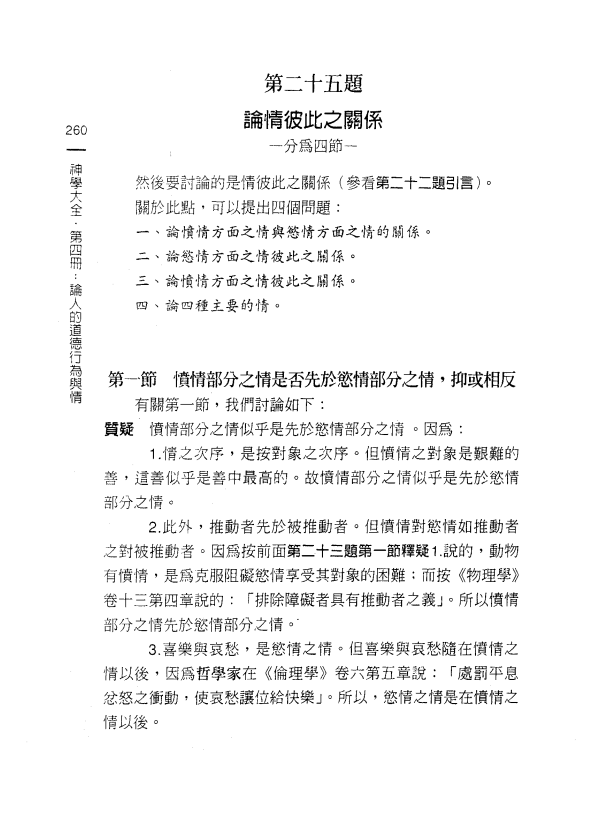 第二十五題
論情彼此之關係
─分爲四節─
260
神學大全．第四冊：論人的道德行為與情
然後要討論的是情彼此之關係（參看第二十二題引言）。
關於此點，可以提出四個問題：
一、論憤情方面之情與慾情方面之情的關係。
二、論慾情方面之情彼此之關係。
三、論憤情方面之情彼此之關係。
四、論四種主要的情。
第一節　憤情部分之情是否先於慾情部分之情，抑或相反
有關第一節，我們討論如下：
質疑　憤情部分之情似乎是先於慾情部分之情。因爲：
1.情之次序，是按對象之次序。但憤情之對象是艱難的
善，這善似乎是善中最高的。故憤情部分之情似乎是先於慾情
部分之情。
2.此外，推動者先於被推動者。但憤情對慾情如推動者
之對被推動者。因爲按前面第二十三題第一節釋疑1.說的，動物
有憤情，是爲克服阻礙慾情享受其對象的困難；而按《物理學》
卷十三第四章說的：「排除障礙者具有推動者之義」。所以憤情
部分之情先於慾情部分之情。
3.喜樂與哀愁，是慾情之情。但喜樂與哀愁隨在憤情之
情以後，因爲哲學家在《倫理學》卷六第五章說：「處罰平息
忿怒之衝動，使哀愁讓位給快樂」。所以，慾情之情是在憤情之
情以後。